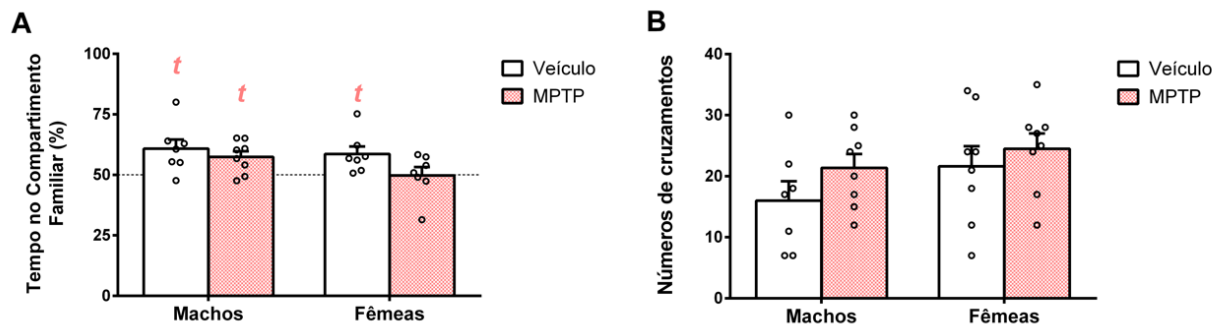 A
Tempo no Compartimento
Familiar (%)
100
75
50
25
0
t
t
t
Machos
Fêmeas
Veículo
MPTP
B
Números de cruzamentos
40
30
20
10
0
Machos
Fêmeas
Veículo
MPTP